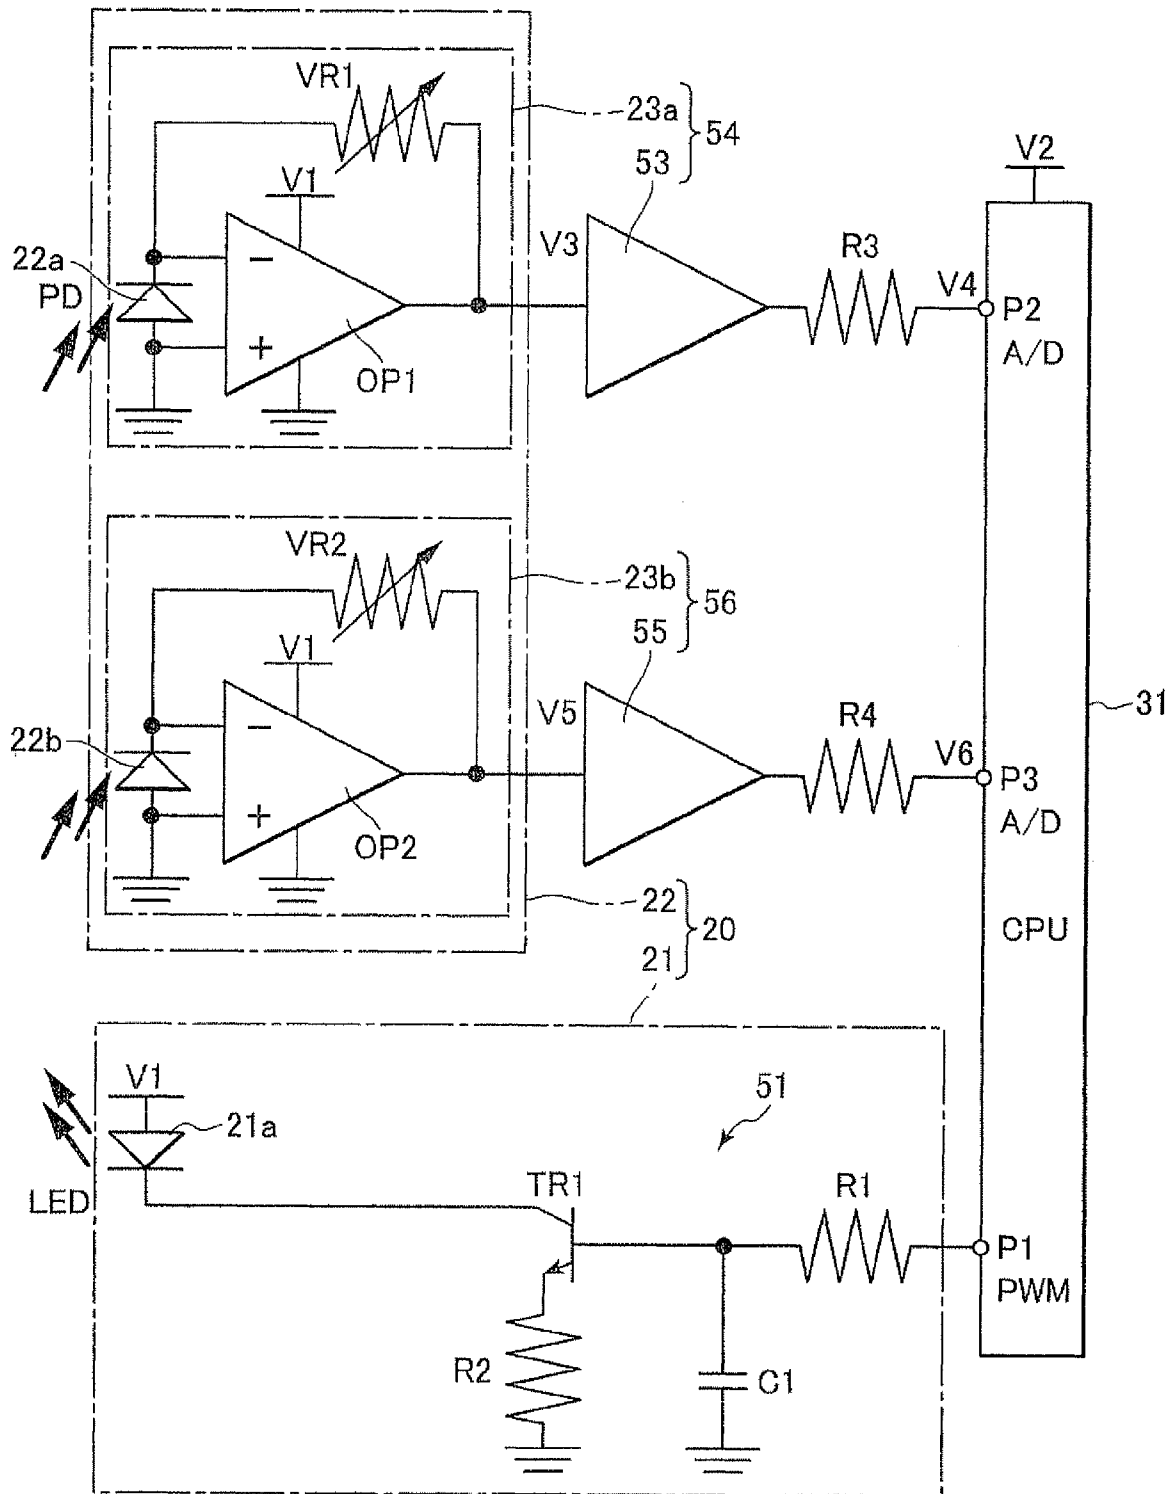 VR1
23a
54
53
V1
V2
22a
PD
V3
R3
V4
P2
A/D
−
+
OP1
VR2
23b
56
55
V1
V5
R4
V6
31
22b
P3
A/D
−
+
OP2
22
20
21
CPU
V1
21a
51
LED
TR1
R1
P1
PWM
R2
C1